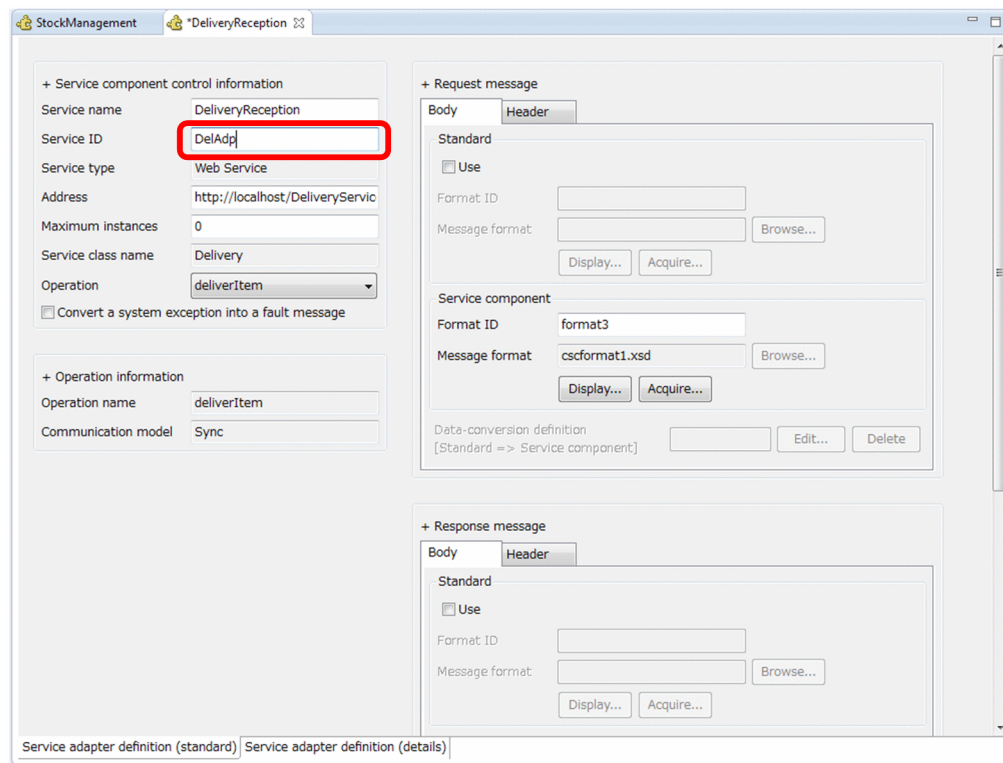 StockManagement
*DeliveryReception
+ Service component control information
Service name DeliveryReception
Service ID DelAdp
Service type Web Service
Address http://localhost/DeliveryServic
Maximum instances 0
Service class name Delivery
Operation deliverItem
Convert a system exception into a fault message
+ Operation information
Operation name deliverItem
Communication model Sync
+ Request message
Body Header
Standard
Use
Format ID
Message format Browse...
Display... Acquire...
Service component
Format ID format3
Message format cscformat1.xsd Browse...
Display... Acquire...
Data-conversion definition
[Standard => Service component] Edit... Delete
+ Response message
Body Header
Standard
Use
Format ID
Message format Browse...
Display... Acquire...
Service adapter definition (standard) Service adapter definition (details)